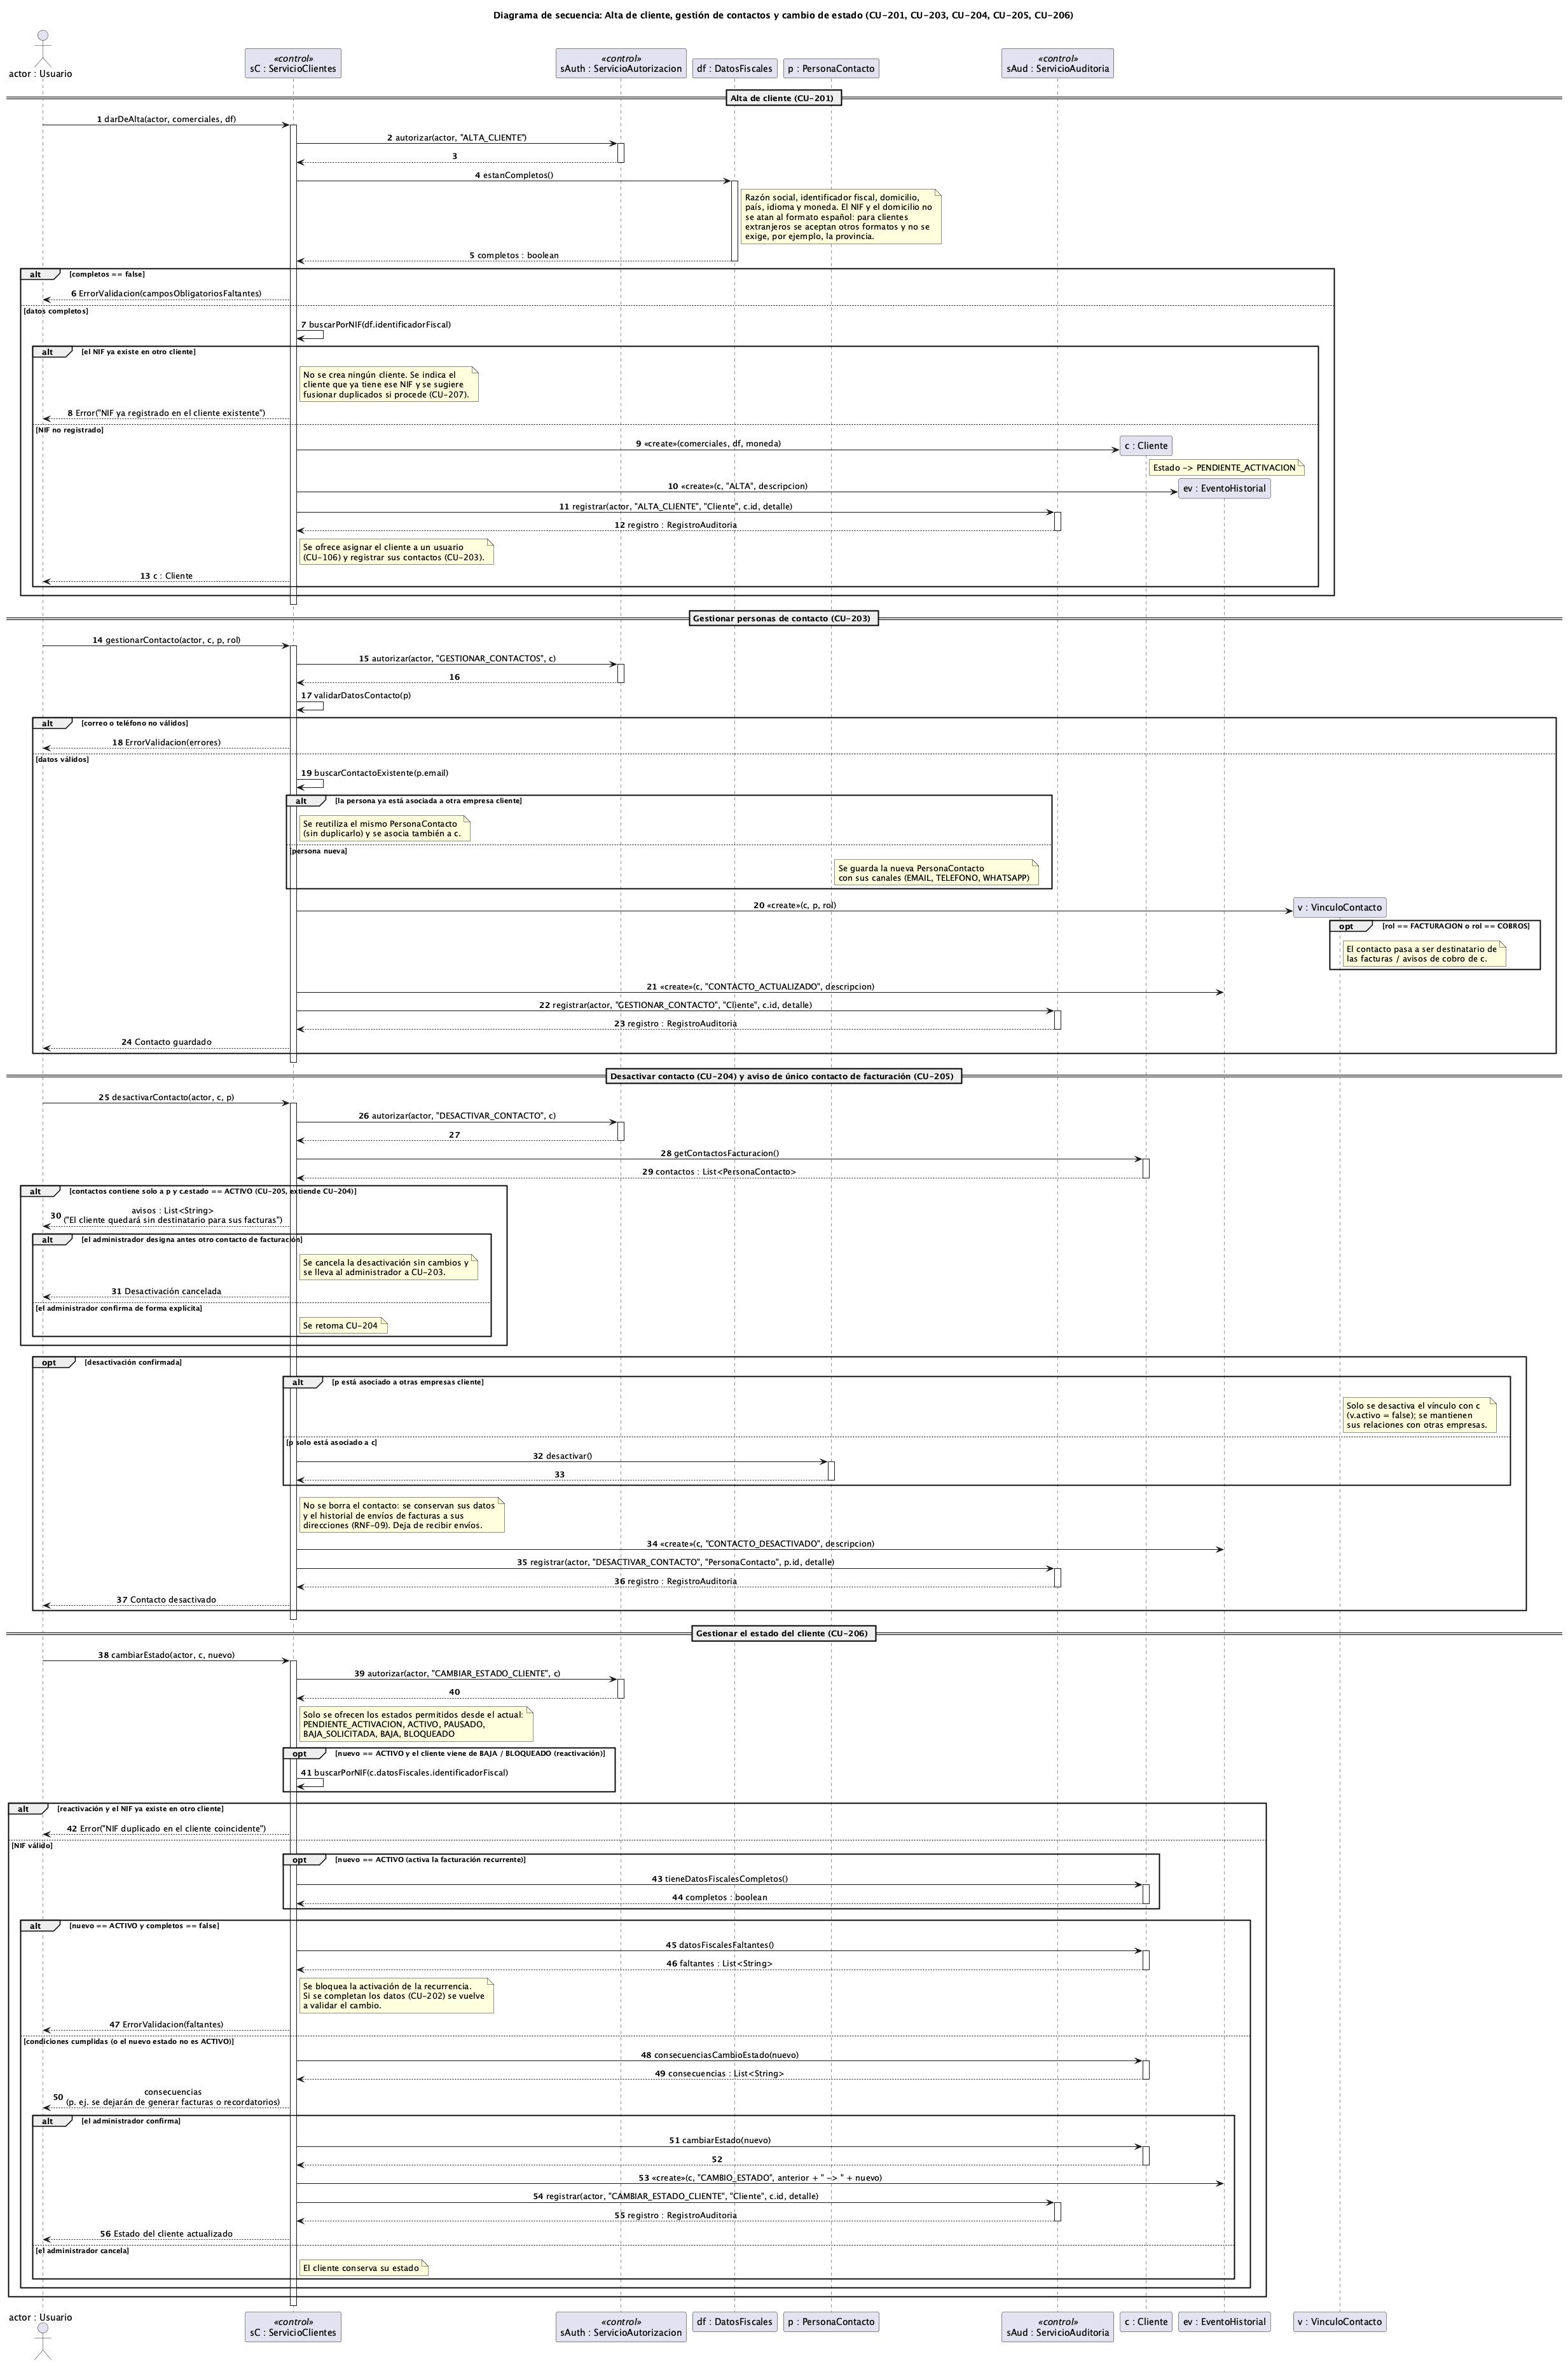 Diagrama de secuencia: Alta de cliente, gestión de contactos y cambio de estado (CU-201, CU-203, CU-204, CU-205, CU-206)
actor : Usuario
«control»
sC : ServicioClientes
«control»
sAuth : ServicioAutorizacion
df : DatosFiscales
p : PersonaContacto
«control»
sAud : ServicioAuditoria
Alta de cliente (CU-201)
1 darDeAlta(actor, comerciales, df)
2 autorizar(actor, "ALTA_CLIENTE")
3
4 estanCompletos()
Razón social, identificador fiscal, domicilio,
país, idioma y moneda. El NIF y el domicilio no
se atan al formato español: para clientes
extranjeros se aceptan otros formatos y no se
exige, por ejemplo, la provincia.
5 completos : boolean
alt [completos == false]
6 ErrorValidacion(camposObligatoriosFaltantes)
[datos completos]
7 buscarPorNIF(df.identificadorFiscal)
alt [el NIF ya existe en otro cliente]
No se crea ningún cliente. Se indica el
cliente que ya tiene ese NIF y se sugiere
fusionar duplicados si procede (CU-207).
8 Error("NIF ya registrado en el cliente existente")
[NIF no registrado]
9 «create»(comerciales, df, moneda)
c : Cliente
Estado -> PENDIENTE_ACTIVACION
10 «create»(c, "ALTA", descripcion)
ev : EventoHistorial
11 registrar(actor, "ALTA_CLIENTE", "Cliente", c.id, detalle)
12 registro : RegistroAuditoria
Se ofrece asignar el cliente a un usuario
(CU-106) y registrar sus contactos (CU-203).
13 c : Cliente
Gestionar personas de contacto (CU-203)
14 gestionarContacto(actor, c, p, rol)
15 autorizar(actor, "GESTIONAR_CONTACTOS", c)
16
17 validarDatosContacto(p)
alt [correo o teléfono no válidos]
18 ErrorValidacion(errores)
[datos válidos]
19 buscarContactoExistente(p.email)
alt [la persona ya está asociada a otra empresa cliente]
Se reutiliza el mismo PersonaContacto
(sin duplicarlo) y se asocia también a c.
[persona nueva]
Se guarda la nueva PersonaContacto
con sus canales (EMAIL, TELEFONO, WHATSAPP)
20 «create»(c, p, rol)
v : VinculoContacto
opt [rol == FACTURACION o rol == COBROS]
El contacto pasa a ser destinatario de
las facturas / avisos de cobro de c.
21 «create»(c, "CONTACTO_ACTUALIZADO", descripcion)
22 registrar(actor, "GESTIONAR_CONTACTO", "Cliente", c.id, detalle)
23 registro : RegistroAuditoria
24 Contacto guardado
Desactivar contacto (CU-204) y aviso de único contacto de facturación (CU-205)
25 desactivarContacto(actor, c, p)
26 autorizar(actor, "DESACTIVAR_CONTACTO", c)
27
28 getContactosFacturacion()
29 contactos : List<PersonaContacto>
alt [contactos contiene solo a p y c.estado == ACTIVO (CU-205, extiende CU-204)]
30 avisos : List<String>
("El cliente quedará sin destinatario para sus facturas")
alt [el administrador designa antes otro contacto de facturación]
Se cancela la desactivación sin cambios y
se lleva al administrador a CU-203.
31 Desactivación cancelada
[el administrador confirma de forma explícita]
Se retoma CU-204
opt [desactivación confirmada]
alt [p está asociado a otras empresas cliente]
Solo se desactiva el vínculo con c
(v.activo = false); se mantienen
sus relaciones con otras empresas.
[p solo está asociado a c]
32 desactivar()
33
No se borra el contacto: se conservan sus datos
y el historial de envíos de facturas a sus
direcciones (RNF-09). Deja de recibir envíos.
34 «create»(c, "CONTACTO_DESACTIVADO", descripcion)
35 registrar(actor, "DESACTIVAR_CONTACTO", "PersonaContacto", p.id, detalle)
36 registro : RegistroAuditoria
37 Contacto desactivado
Gestionar el estado del cliente (CU-206)
38 cambiarEstado(actor, c, nuevo)
39 autorizar(actor, "CAMBIAR_ESTADO_CLIENTE", c)
40
Solo se ofrecen los estados permitidos desde el actual:
PENDIENTE_ACTIVACION, ACTIVO, PAUSADO,
BAJA_SOLICITADA, BAJA, BLOQUEADO
opt [nuevo == ACTIVO y el cliente viene de BAJA / BLOQUEADO (reactivación)]
41 buscarPorNIF(c.datosFiscales.identificadorFiscal)
alt [reactivación y el NIF ya existe en otro cliente]
42 Error("NIF duplicado en el cliente coincidente")
[NIF válido]
opt [nuevo == ACTIVO (activa la facturación recurrente)]
43 tieneDatosFiscalesCompletos()
44 completos : boolean
alt [nuevo == ACTIVO y completos == false]
45 datosFiscalesFaltantes()
46 faltantes : List<String>
Se bloquea la activación de la recurrencia.
Si se completan los datos (CU-202) se vuelve
a validar el cambio.
47 ErrorValidacion(faltantes)
[condiciones cumplidas (o el nuevo estado no es ACTIVO)]
48 consecuenciasCambioEstado(nuevo)
49 consecuencias : List<String>
50 consecuencias
(p. ej. se dejarán de generar facturas o recordatorios)
alt [el administrador confirma]
51 cambiarEstado(nuevo)
52
53 «create»(c, "CAMBIO_ESTADO", anterior + " -> " + nuevo)
54 registrar(actor, "CAMBIAR_ESTADO_CLIENTE", "Cliente", c.id, detalle)
55 registro : RegistroAuditoria
56 Estado del cliente actualizado
[el administrador cancela]
El cliente conserva su estado
actor : Usuario
«control»
sC : ServicioClientes
«control»
sAuth : ServicioAutorizacion
df : DatosFiscales
p : PersonaContacto
«control»
sAud : ServicioAuditoria
c : Cliente
ev : EventoHistorial
v : VinculoContacto